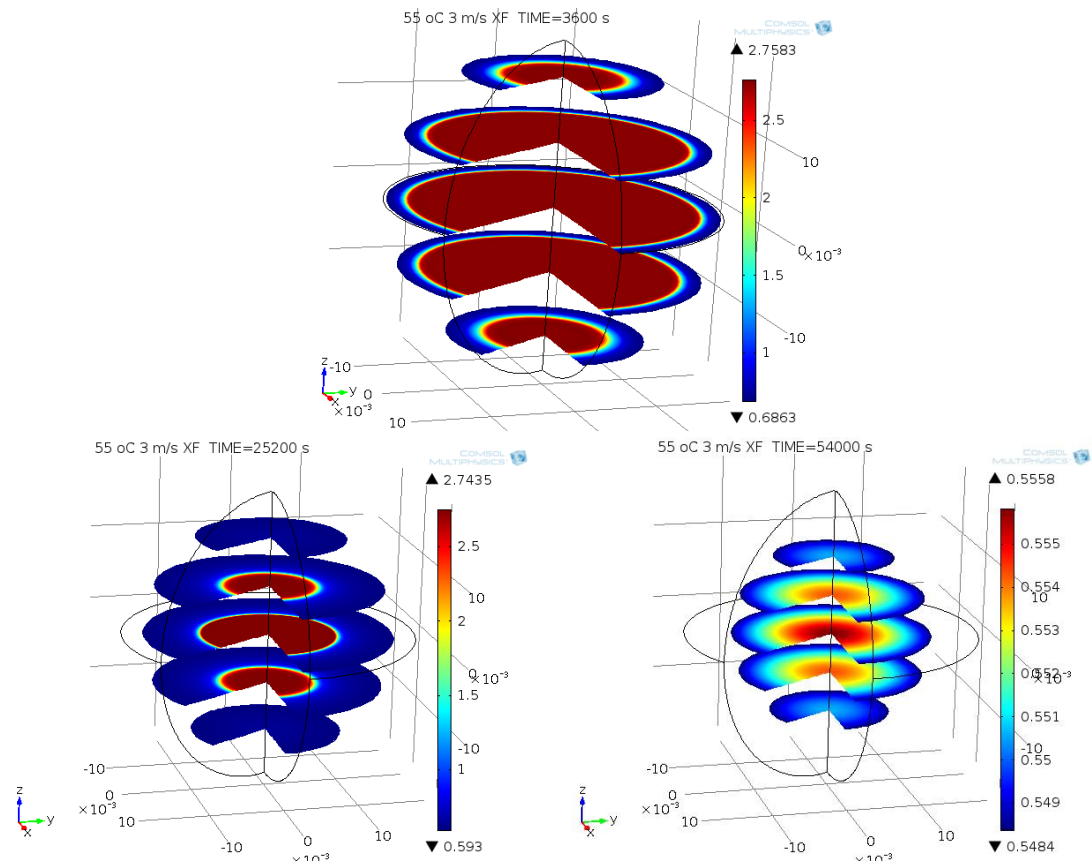 55 oC 3 m/s XF  TIME=3600 s
COMSOL
MULTIPHYSICS
▲ 2.7583
2.5
2
1.5
1
▼ 0.6863
10
0
×10⁻³
-10
z
y
x
-10
0
×10⁻³
10
55 oC 3 m/s XF  TIME=25200 s
COMSOL
MULTIPHYSICS
▲ 2.7435
2.5
2
1.5
1
▼ 0.593
10
0
×10⁻³
-10
-10
0
×10⁻³
10
z
y
x
-10
0
10
×10⁻³
55 oC 3 m/s XF  TIME=54000 s
COMSOL
MULTIPHYSICS
▲ 0.5558
0.555
0.554
0.553
0.552
0.551
0.55
0.549
▼ 0.5484
10
0
×10⁻³
-10
-10
0
×10⁻³
10
z
y
x
-10
0
10
×10⁻³